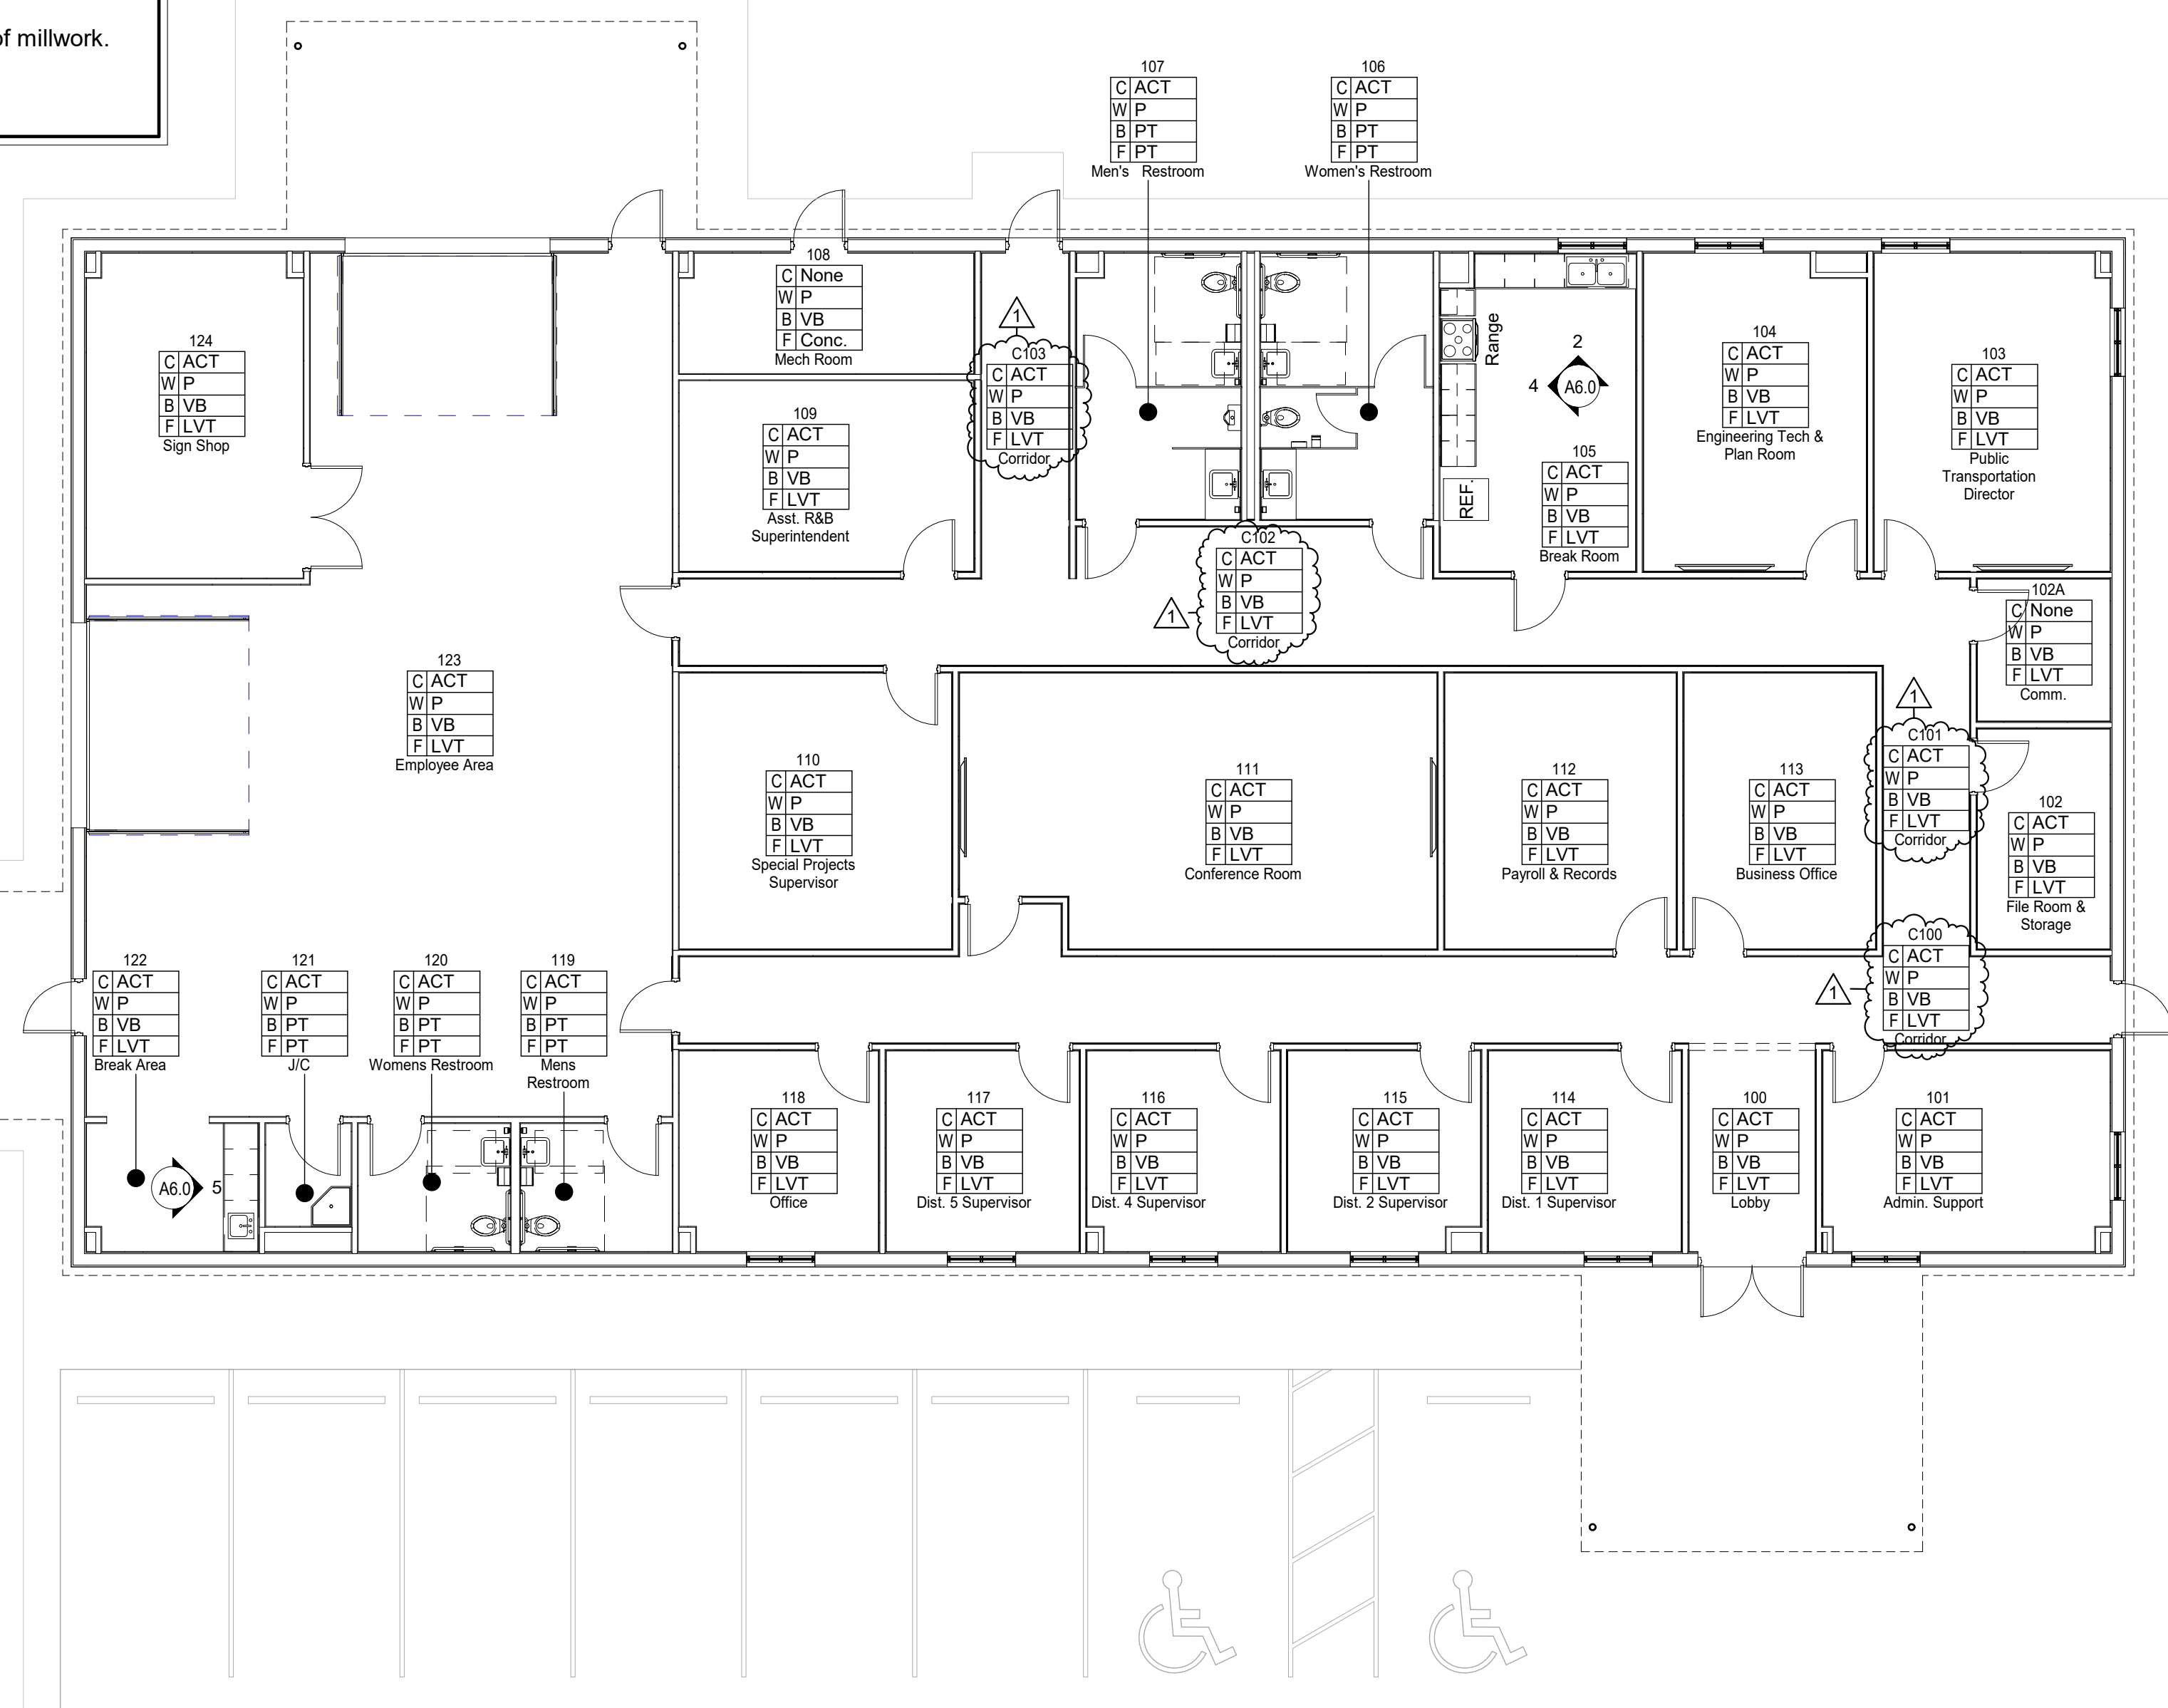 of millwork.
107
C ACT
W P
B PT
F PT
Men's Restroom
106
C ACT
W P
B PT
F PT
Women's Restroom
108
C None
W P
B VB
F Conc.
Mech Room
1
C103
C ACT
W P
B VB
F LVT
Corridor
124
C ACT
W P
B VB
F LVT
Sign Shop
109
C ACT
W P
B VB
F LVT
Asst. R&B
Superintendent
Range
REF.
2
4
A6.0
105
C ACT
W P
B VB
F LVT
Break Room
104
C ACT
W P
B VB
F LVT
Engineering Tech &
Plan Room
103
C ACT
W P
B VB
F LVT
Public
Transportation
Director
C102
C ACT
W P
B VB
F LVT
Corridor
1
102A
C None
W P
B VB
F LVT
Comm.
123
C ACT
W P
B VB
F LVT
Employee Area
110
C ACT
W P
B VB
F LVT
Special Projects
Supervisor
111
C ACT
W P
B VB
F LVT
Conference Room
112
C ACT
W P
B VB
F LVT
Payroll & Records
113
C ACT
W P
B VB
F LVT
Business Office
1
C101
C ACT
W P
B VB
F LVT
Corridor
102
C ACT
W P
B VB
F LVT
File Room &
Storage
1
C100
C ACT
W P
B VB
F LVT
Corridor
122
C ACT
W P
B VB
F LVT
Break Area
121
C ACT
W P
B PT
F PT
J/C
120
C ACT
W P
B PT
F PT
Womens Restroom
119
C ACT
W P
B PT
F PT
Mens
Restroom
A6.0
5
118
C ACT
W P
B VB
F LVT
Office
117
C ACT
W P
B VB
F LVT
Dist. 5 Supervisor
116
C ACT
W P
B VB
F LVT
Dist. 4 Supervisor
115
C ACT
W P
B VB
F LVT
Dist. 2 Supervisor
114
C ACT
W P
B VB
F LVT
Dist. 1 Supervisor
100
C ACT
W P
B VB
F LVT
Lobby
101
C ACT
W P
B VB
F LVT
Admin. Support